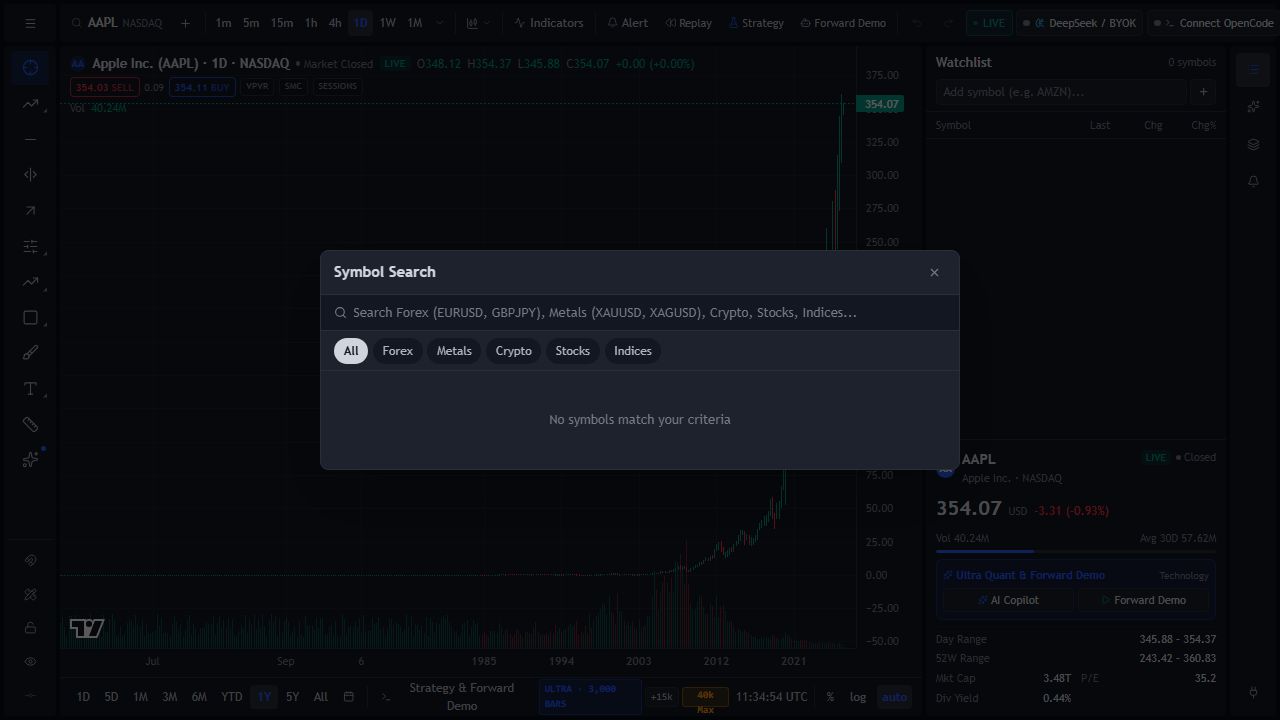 AAPL NASDAQ + 1m 5m 15m 1h 4h 1D 1W 1M Indicators Alert Replay Strategy Forward Demo LIVE DeepSeek / BYOK Connect OpenCode
AA Apple Inc. (AAPL) · 1D · NASDAQ Market Closed LIVE O348.12 H354.37 L345.88 C354.07 +0.00 (+0.00%)
354.03 SELL 0.09 354.11 BUY VPVR SMC SESSIONS
Vol 40.24M
375.00
354.07
325.00
300.00
275.00
250.00
75.00
50.00
25.00
0.00
−25.00
−50.00
Jul Sep 6 1985 1994 2003 2012 2021
Watchlist 0 symbols
Add symbol (e.g. AMZN)... +
Symbol Last Chg Chg%
Symbol Search
Search Forex (EURUSD, GBPJPY), Metals (XAUUSD, XAGUSD), Crypto, Stocks, Indices...
All Forex Metals Crypto Stocks Indices
No symbols match your criteria
AAPL LIVE Closed
Apple Inc. · NASDAQ
354.07 USD -3.31 (-0.93%)
Vol 40.24M Avg 30D 57.62M
Ultra Quant & Forward Demo Technology
AI Copilot Forward Demo
Day Range 345.88 - 354.37
52W Range 243.42 - 360.83
Mkt Cap 3.48T P/E 35.2
Div Yield 0.44%
1D 5D 1M 3M 6M YTD 1Y 5Y All
Strategy & Forward Demo
ULTRA · 3,000 BARS
+15k
40k Max
11:34:54 UTC % log auto